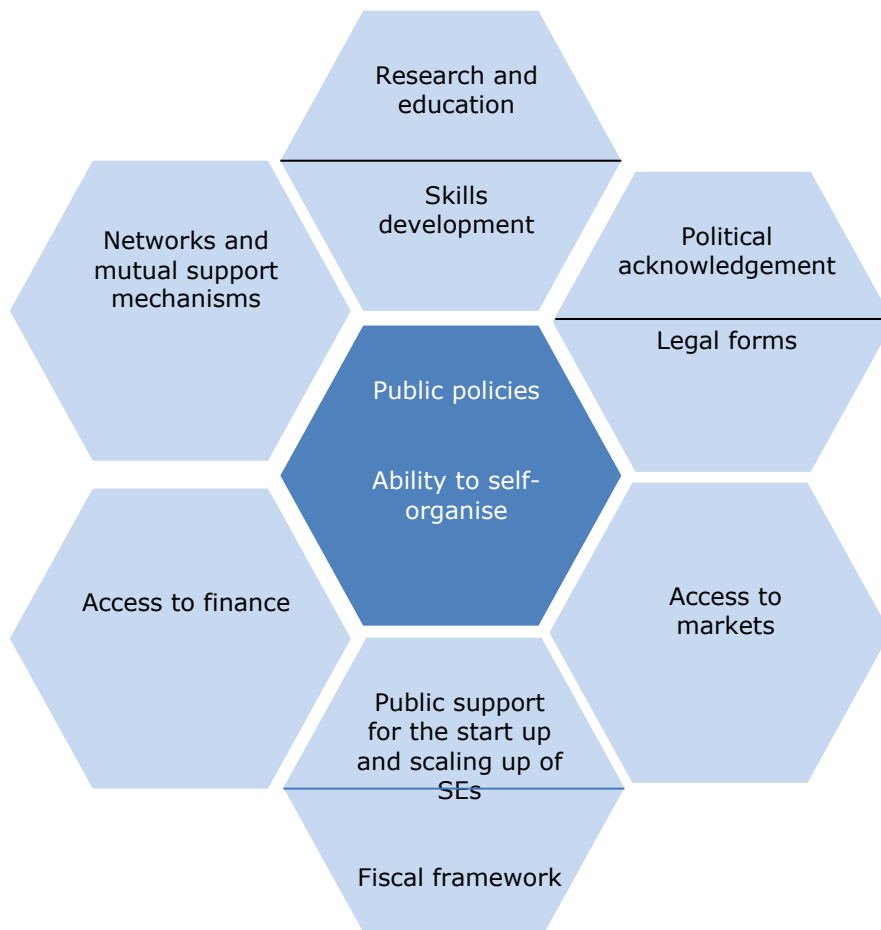 Research and
education
Skills
development
Networks and
mutual support
mechanisms
Political
acknowledgement
Legal forms
Public policies
Ability to self-
organise
Access to finance
Access to
markets
Public support
for the start up
and scaling up of
SEs
Fiscal framework